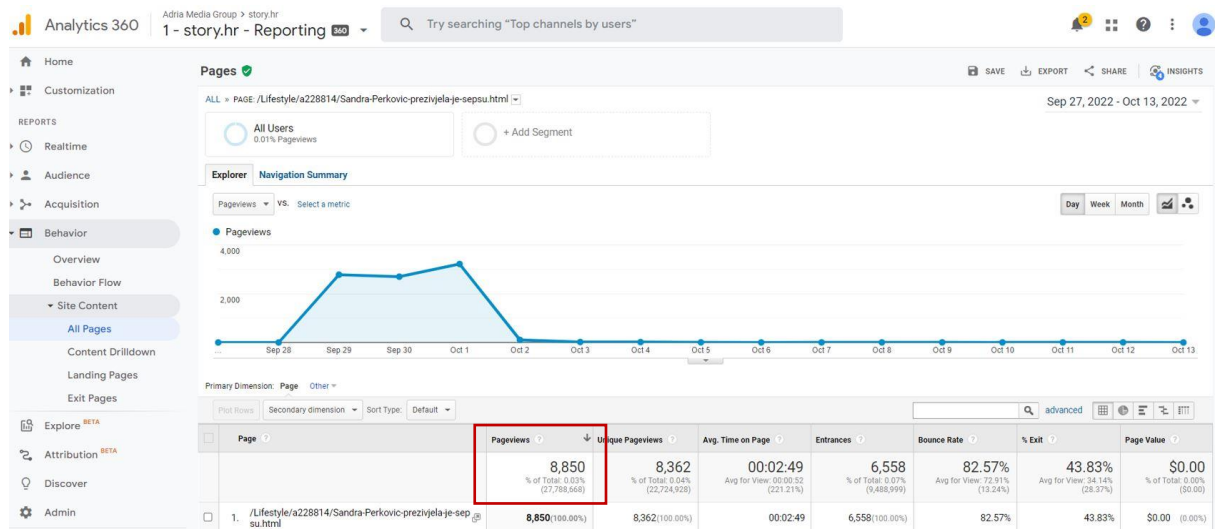 Analytics 360
Adria Media Group > story.hr
1 - story.hr - Reporting 360
Try searching “Top channels by users”
2
Home
Customization
REPORTS
Realtime
Audience
Acquisition
Behavior
Overview
Behavior Flow
Site Content
All Pages
Content Drilldown
Landing Pages
Exit Pages
Explore BETA
Attribution BETA
Discover
Admin
Pages
SAVE EXPORT SHARE INSIGHTS
ALL » PAGE: /Lifestyle/a228814/Sandra-Perkovic-prezivjela-je-sepsu.html
Sep 27, 2022 - Oct 13, 2022
All Users
0.01% Pageviews
+ Add Segment
Explorer Navigation Summary
Pageviews VS. Select a metric
Day Week Month
Pageviews
4,000
2,000
... Sep 28 Sep 29 Sep 30 Oct 1 Oct 2 Oct 3 Oct 4 Oct 5 Oct 6 Oct 7 Oct 8 Oct 9 Oct 10 Oct 11 Oct 12 Oct 13
Primary Dimension: Page Other
Plot Rows Secondary dimension Sort Type: Default advanced
Page ? Pageviews ? Unique Pageviews ? Avg. Time on Page ? Entrances ? Bounce Rate ? % Exit ? Page Value ?
8,850 8,362 00:02:49 6,558 82.57% 43.83% $0.00
% of Total: 0.03% % of Total: 0.04% Avg for View: 00:00:52 % of Total: 0.07% Avg for View: 72.91% Avg for View: 34.14% % of Total: 0.00%
(27,788,668) (22,724,928) (221.21%) (9,488,999) (13.24%) (28.37%) ($0.00)
1. /Lifestyle/a228814/Sandra-Perkovic-prezivjela-je-sep
su.html
8,850(100.00%) 8,362(100.00%) 00:02:49 6,558(100.00%) 82.57% 43.83% $0.00 (0.00%)